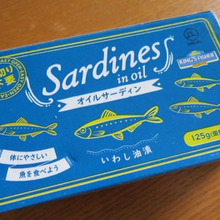 Sardines
in oil
オイルサーディン
KING'S FISHER
体にやさしい
魚を食べよう
いわし油漬
125g